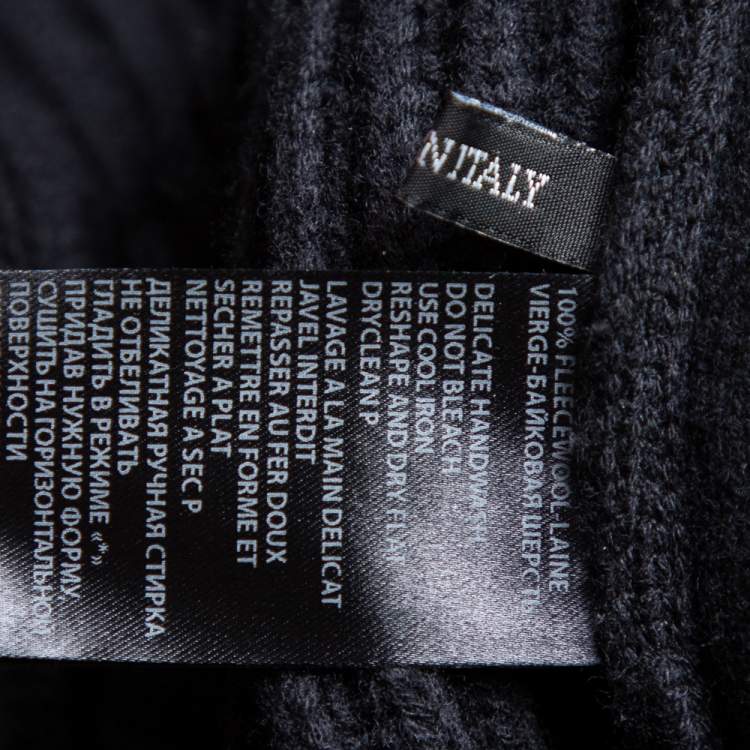 N ITALY
100% FLEECEWOOL-LAINE
VIERGE-БАЙКОВАЯ ШЕРСТЬ
DELICATE HANDWASH
DO NOT BLEACH
USE COOL IRON
RESHAPE AND DRY FLAT
DRYCLEAN P
LAVAGE A LA MAIN DELICAT
JAVEL INTERDIT
REPASSER AU FER DOUX
REMETTRE EN FORME ET
SECHER A PLAT
NETTOYAGE A SEC P
ДЕЛИКАТНАЯ РУЧНАЯ СТИРКА
НЕ ОТБЕЛИВАТЬ
ГЛАДИТЬ В РЕЖИМЕ «*»
ПРИДАВ НУЖНУЮ ФОРМУ
СУШИТЬ НА ГОРИЗОНТАЛЬНОЙ
ПОВЕРХНОСТИ